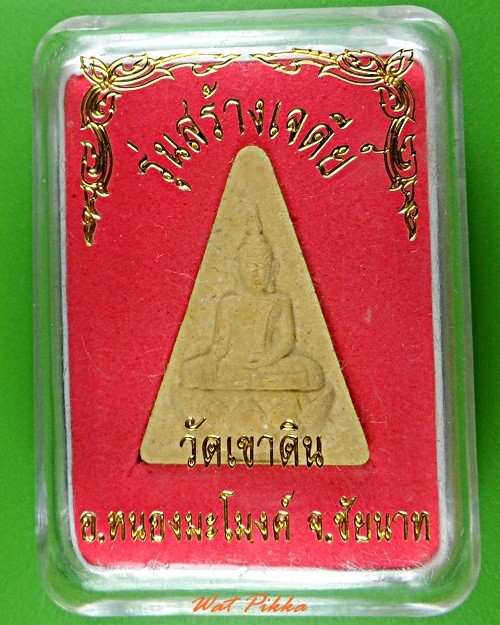 รุ่นสร้างเจดีย์
วัดเขาดิน
อ.หนองมะโมงค์ จ.ชัยนาท
Wat Pikka